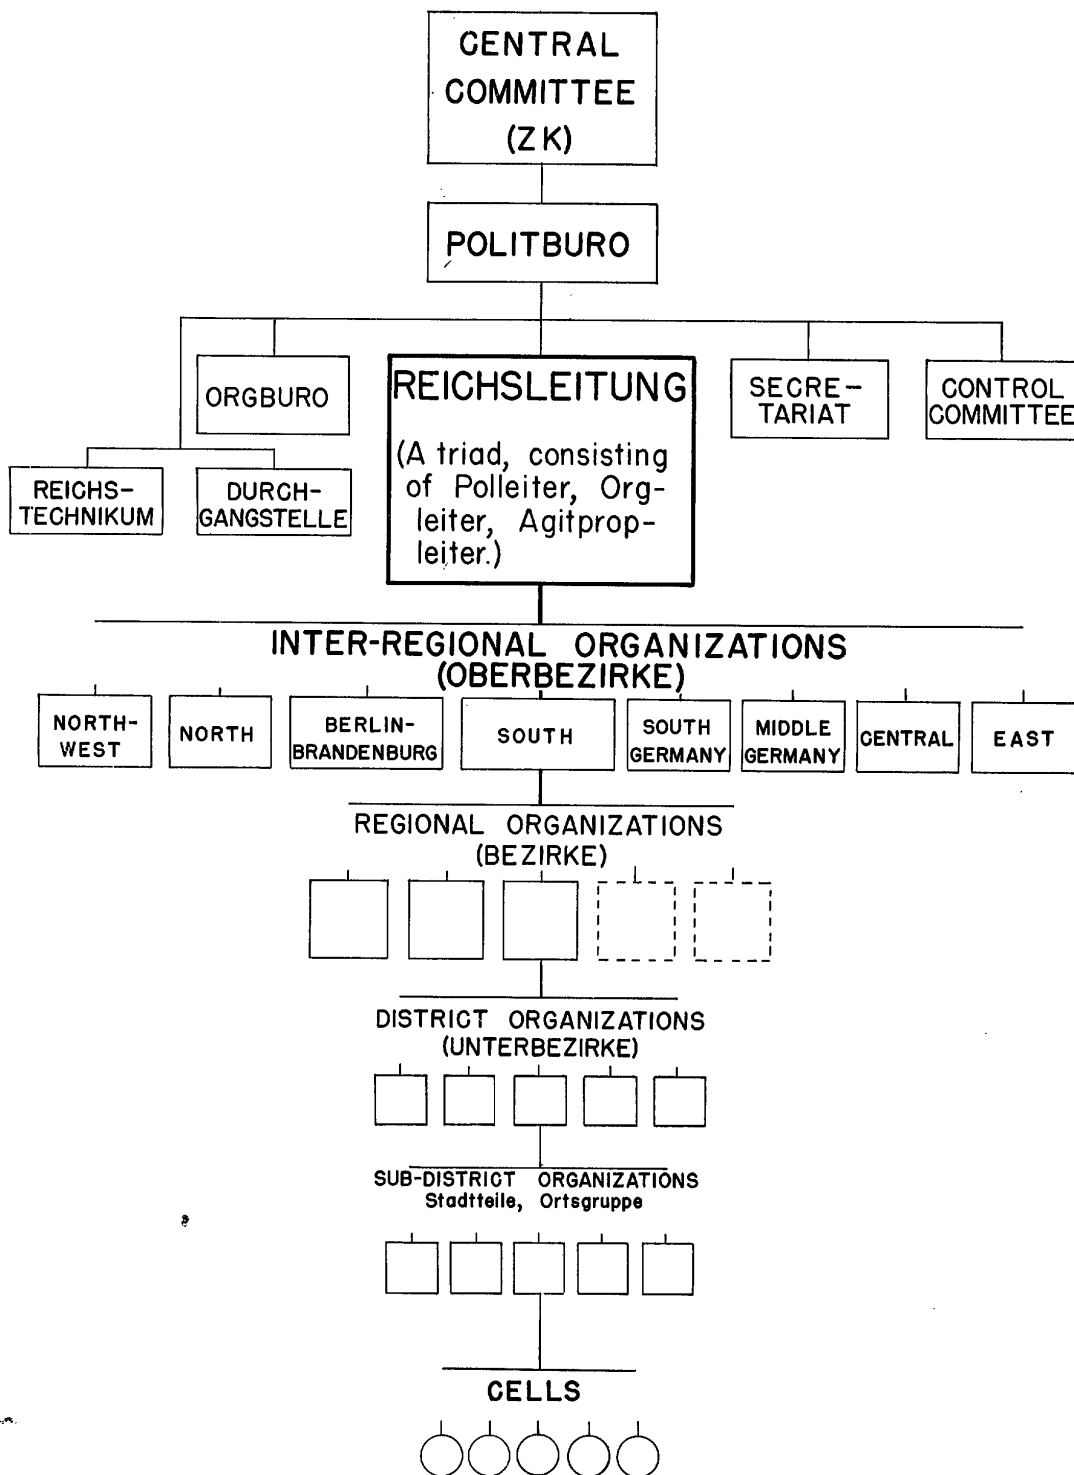 CENTRAL
COMMITTEE
(ZK)
POLITBURO
ORGBURO
REICHSLEITUNG
(A triad, consisting
of Polleiter, Org-
leiter, Agitprop-
leiter.)
SECRE-
TARIAT
CONTROL
COMMITTEE
REICHS-
TECHNIKUM
DURCH-
GANGSTELLE
INTER-REGIONAL ORGANIZATIONS
(OBERBEZIRKE)
NORTH-
WEST
NORTH
BERLIN-
BRANDENBURG
SOUTH
SOUTH
GERMANY
MIDDLE
GERMANY
CENTRAL
EAST
REGIONAL ORGANIZATIONS
(BEZIRKE)
DISTRICT ORGANIZATIONS
(UNTERBEZIRKE)
SUB-DISTRICT ORGANIZATIONS
Stadtteile, Ortsgruppe
CELLS